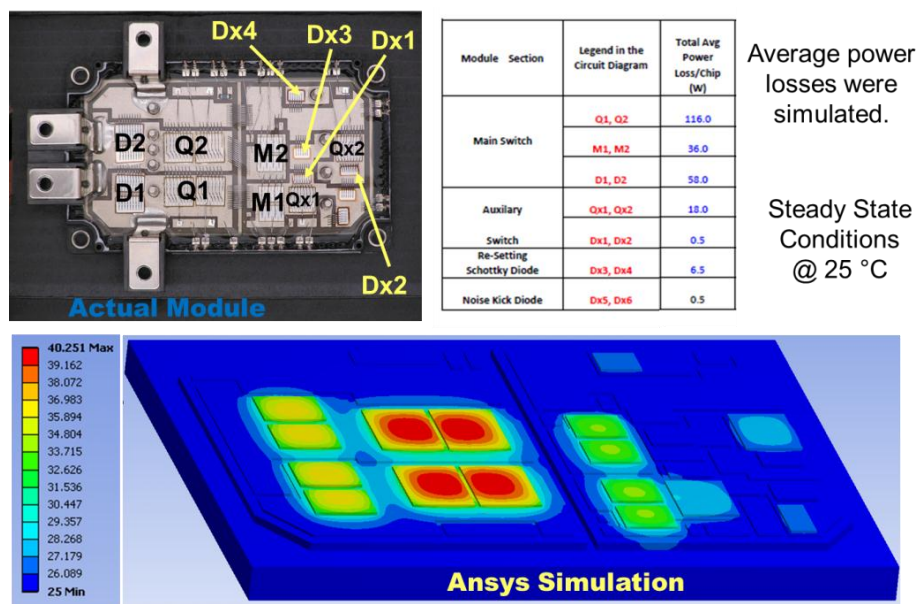 Dx4
Dx3
Dx1
D2
Q2
M2
Qx2
D1
Q1
M1
Qx1
Dx2
Actual Module
Module Section
Legend in the
Circuit Diagram
Total Avg
Power
Loss/Chip
(W)
Main Switch
Q1, Q2
116.0
M1, M2
36.0
D1, D2
58.0
Auxilary
Switch
Qx1, Qx2
18.0
Dx1, Dx2
0.5
Re-Setting
Schottky Diode
Dx3, Dx4
6.5
Noise Kick Diode
Dx5, Dx6
0.5
Average power
losses were
simulated.
Steady State
Conditions
@ 25 °C
40.251 Max
39.162
38.072
36.983
35.894
34.804
33.715
32.626
31.536
30.447
29.357
28.268
27.179
26.089
25 Min
Ansys Simulation